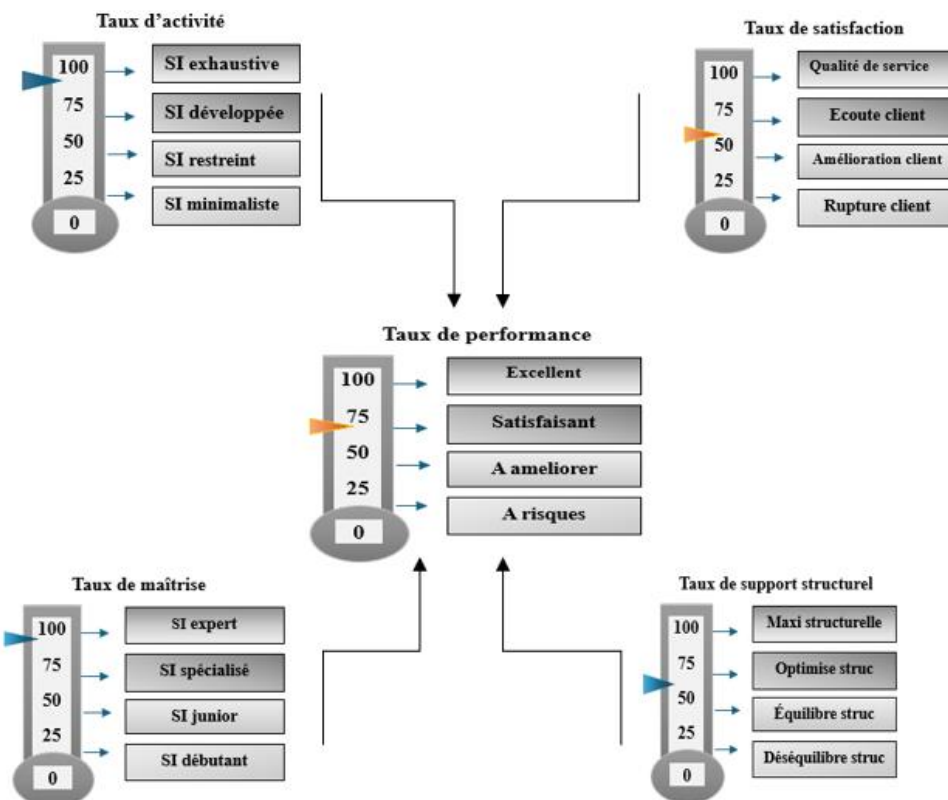 Taux d'activité
100
75
50
25
0
SI exhaustive
SI développée
SI restreint
SI minimaliste
Taux de satisfaction
100
75
50
25
0
Qualité de service
Ecoute client
Amélioration client
Rupture client
Taux de performance
100
75
50
25
0
Excellent
Satisfaisant
A ameliorer
A risques
Taux de maîtrise
100
75
50
25
0
SI expert
SI spécialisé
SI junior
SI débutant
Taux de support structurel
100
75
50
25
0
Maxi structurelle
Optimise struc
Équilibre struc
Déséquilibre struc